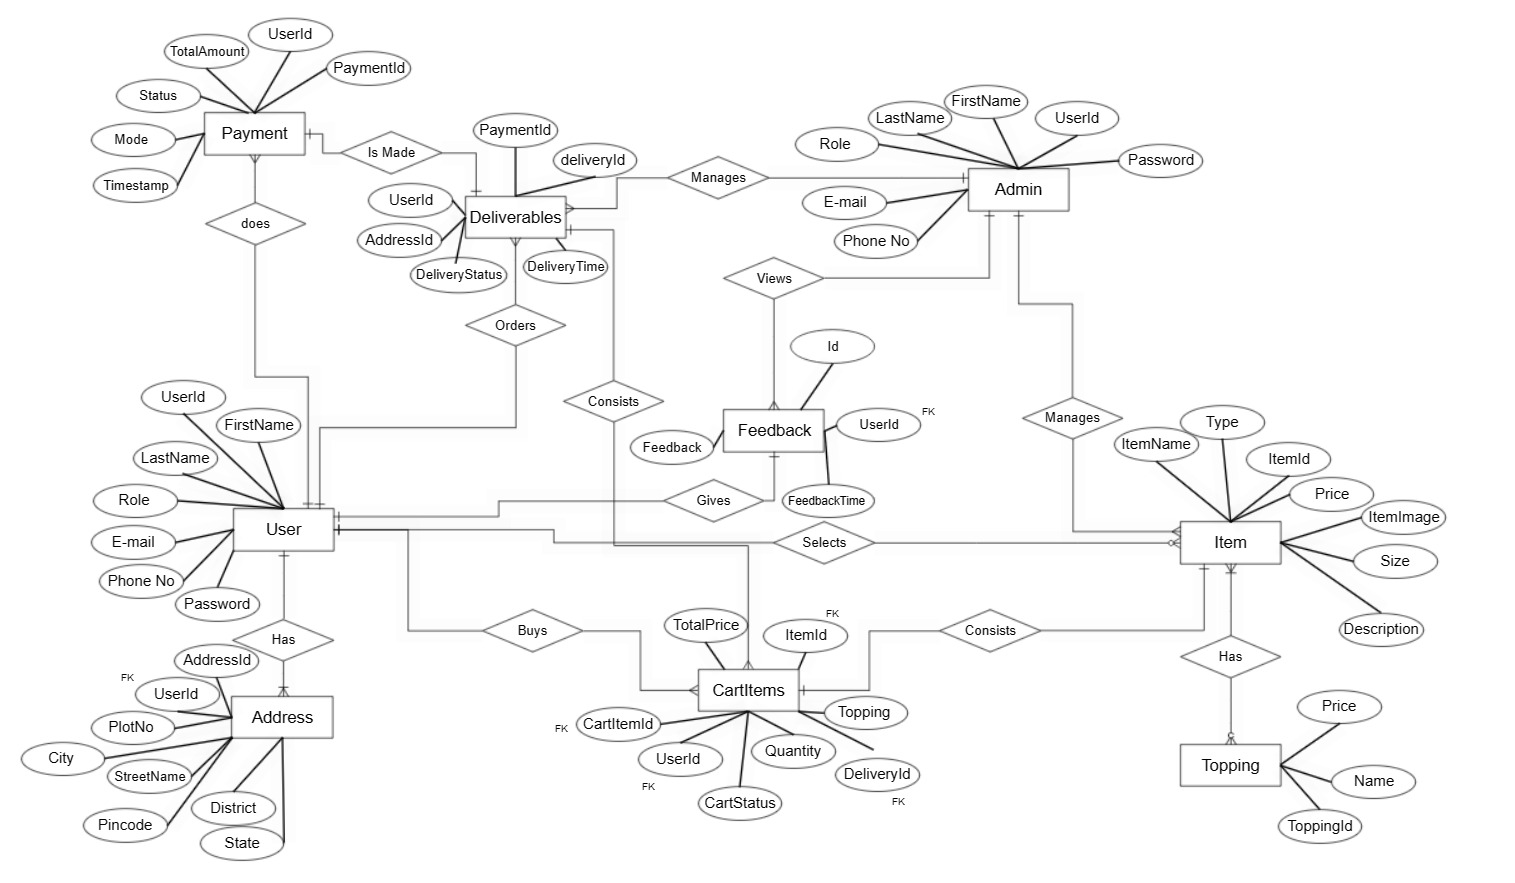 UserId
TotalAmount
PaymentId
Status
Payment
Mode
Timestamp
Is Made
does
PaymentId
deliveryId
UserId
Deliverables
AddressId
DeliveryStatus
DeliveryTime
Orders
Manages
FirstName
LastName
UserId
Role
Password
Admin
E-mail
Phone No
Views
Id
Consists
Feedback
UserId
FK
Feedback
FeedbackTime
Gives
Manages
Type
ItemName
ItemId
Price
ItemImage
Item
Size
Description
Selects
UserId
FirstName
LastName
Role
User
E-mail
Phone No
Password
Has
Buys
TotalPrice
FK
ItemId
Consists
Has
AddressId
FK
UserId
PlotNo
Address
City
StreetName
District
Pincode
State
CartItems
Topping
FK
CartItemId
UserId
FK
Quantity
CartStatus
DeliveryId
FK
Price
Topping
Name
ToppingId